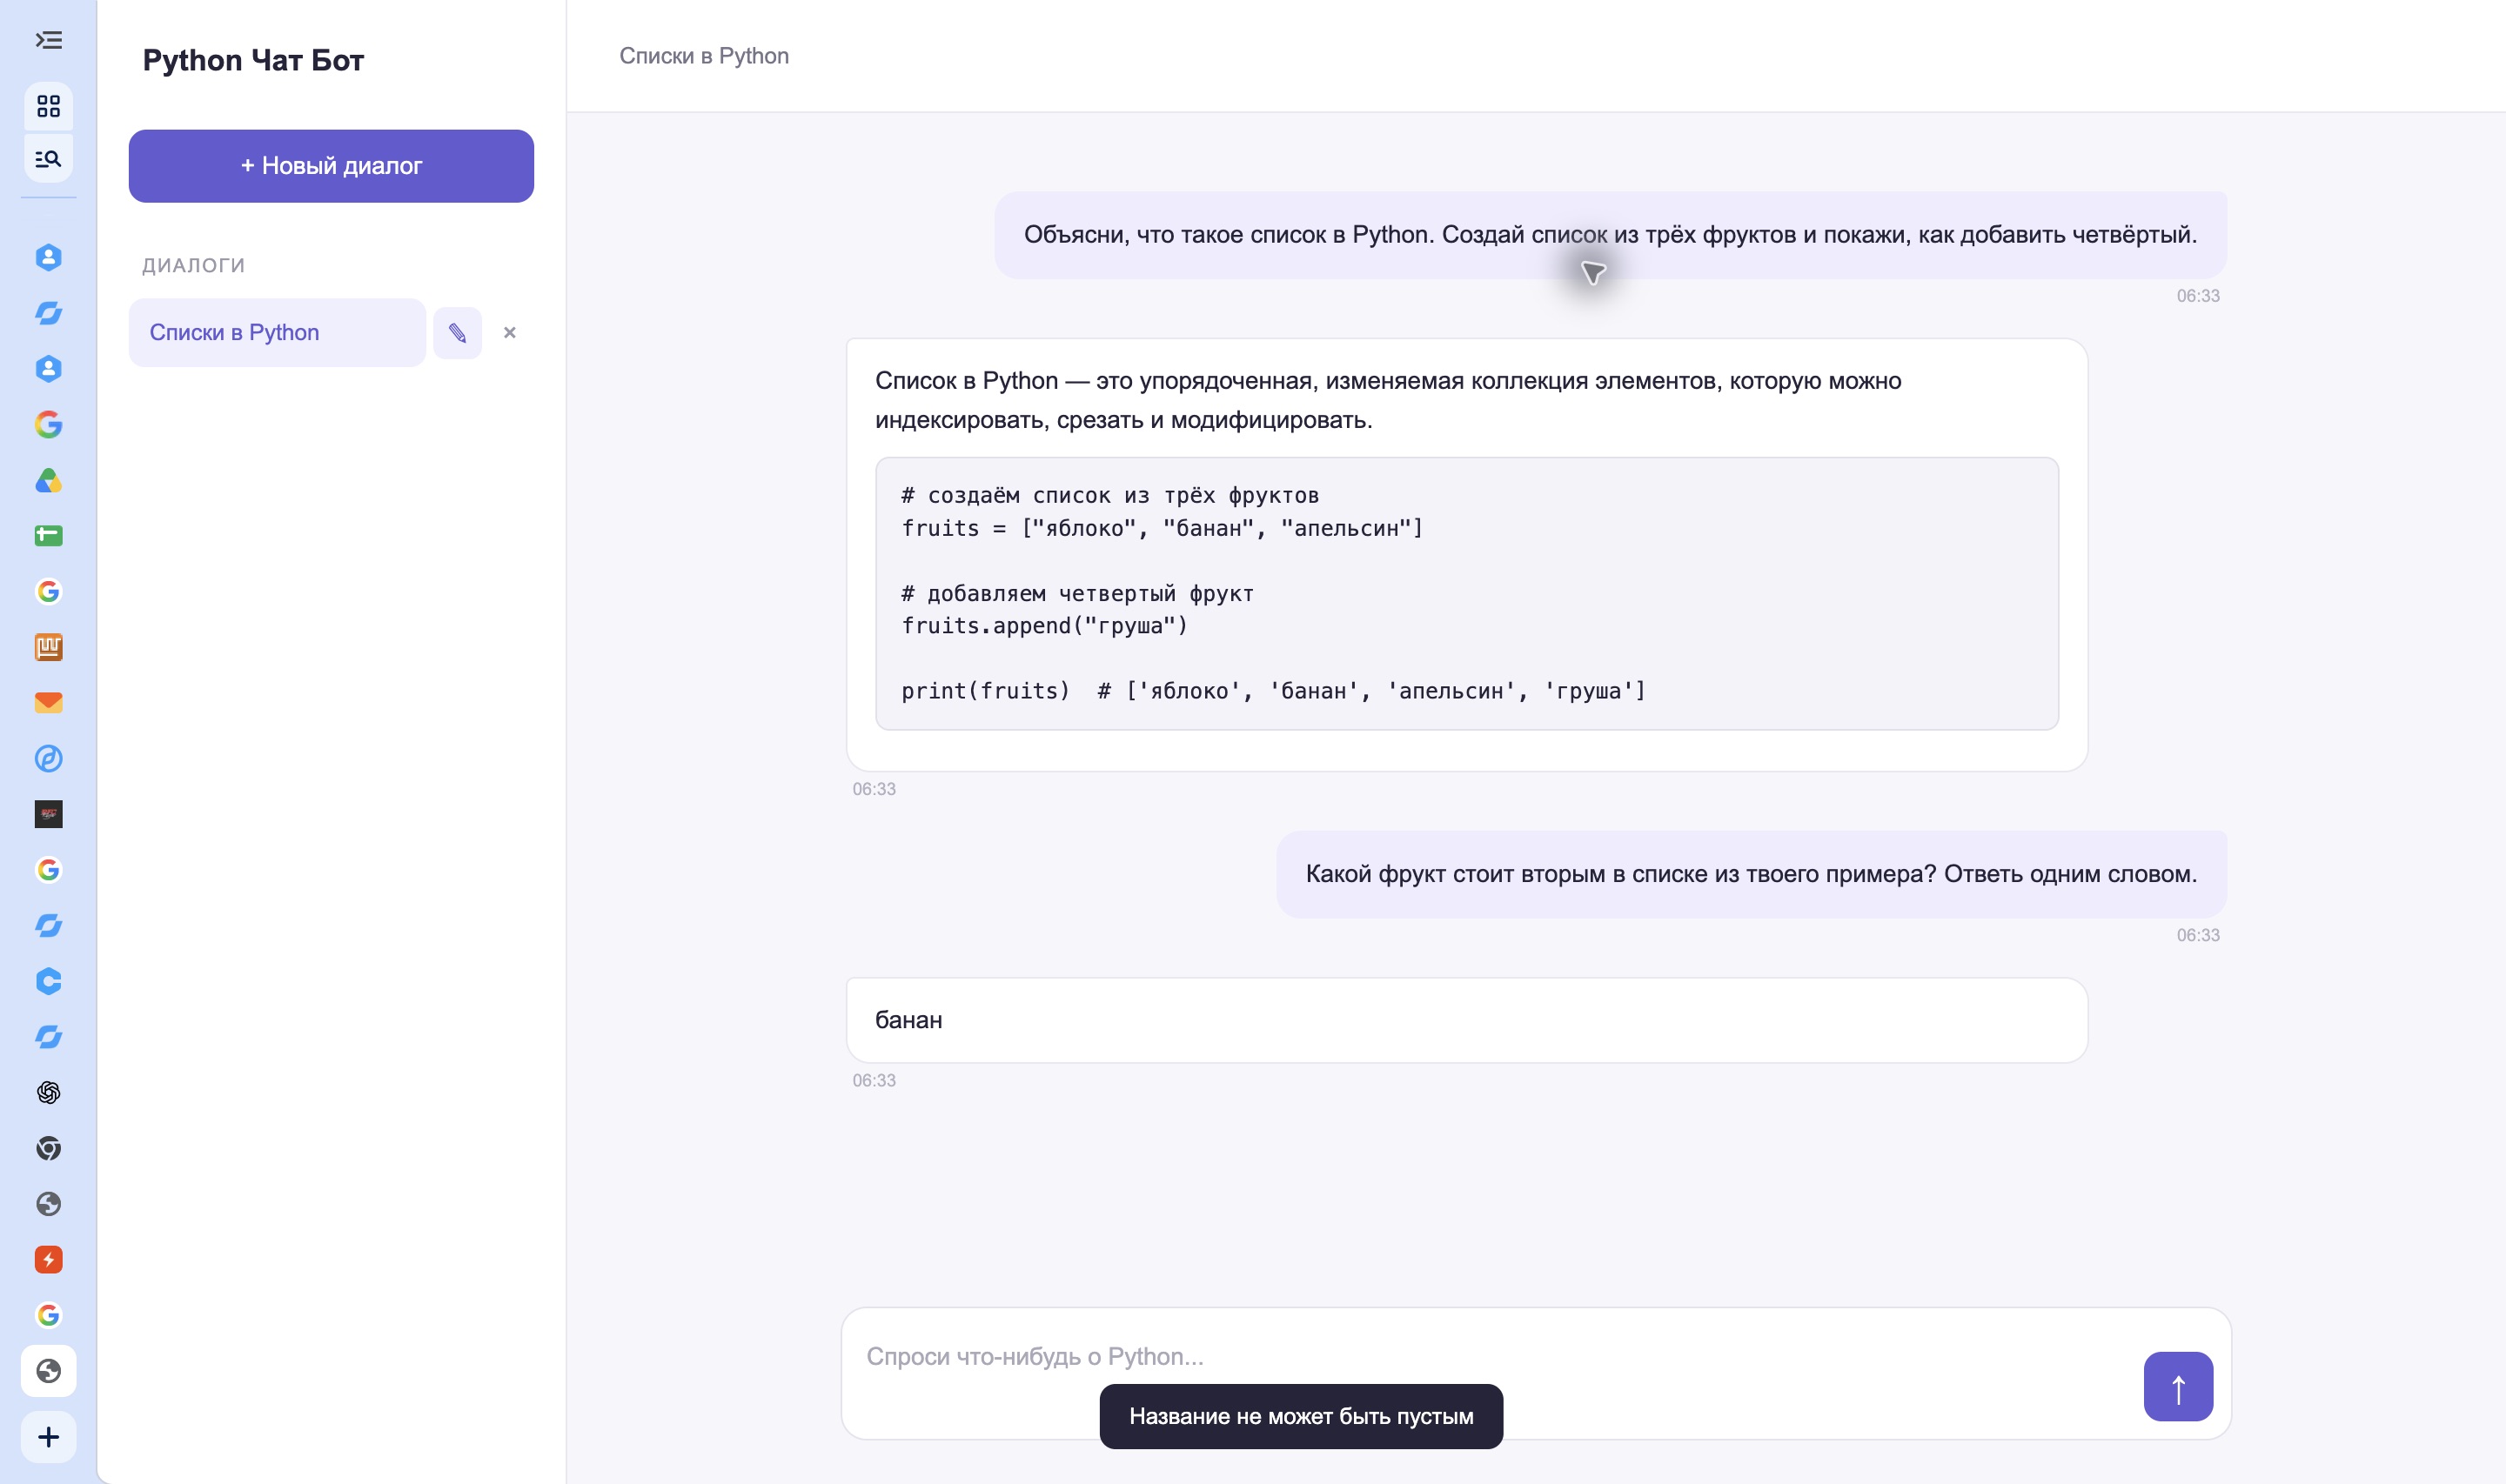 Python Чат Бот
+ Новый диалог
ДИАЛОГИ
Списки в Python
✎
×
Списки в Python
Объясни, что такое список в Python. Создай список из трёх фруктов и покажи, как добавить четвёртый.
06:33
Список в Python — это упорядоченная, изменяемая коллекция элементов, которую можно
индексировать, срезать и модифицировать.
# создаём список из трёх фруктов
fruits = ["яблоко", "банан", "апельсин"]
# добавляем четвертый фрукт
fruits.append("груша")
print(fruits)  # ['яблоко', 'банан', 'апельсин', 'груша']
06:33
Какой фрукт стоит вторым в списке из твоего примера? Ответь одним словом.
06:33
банан
06:33
Спроси что-нибудь о Python...
↑
Название не может быть пустым